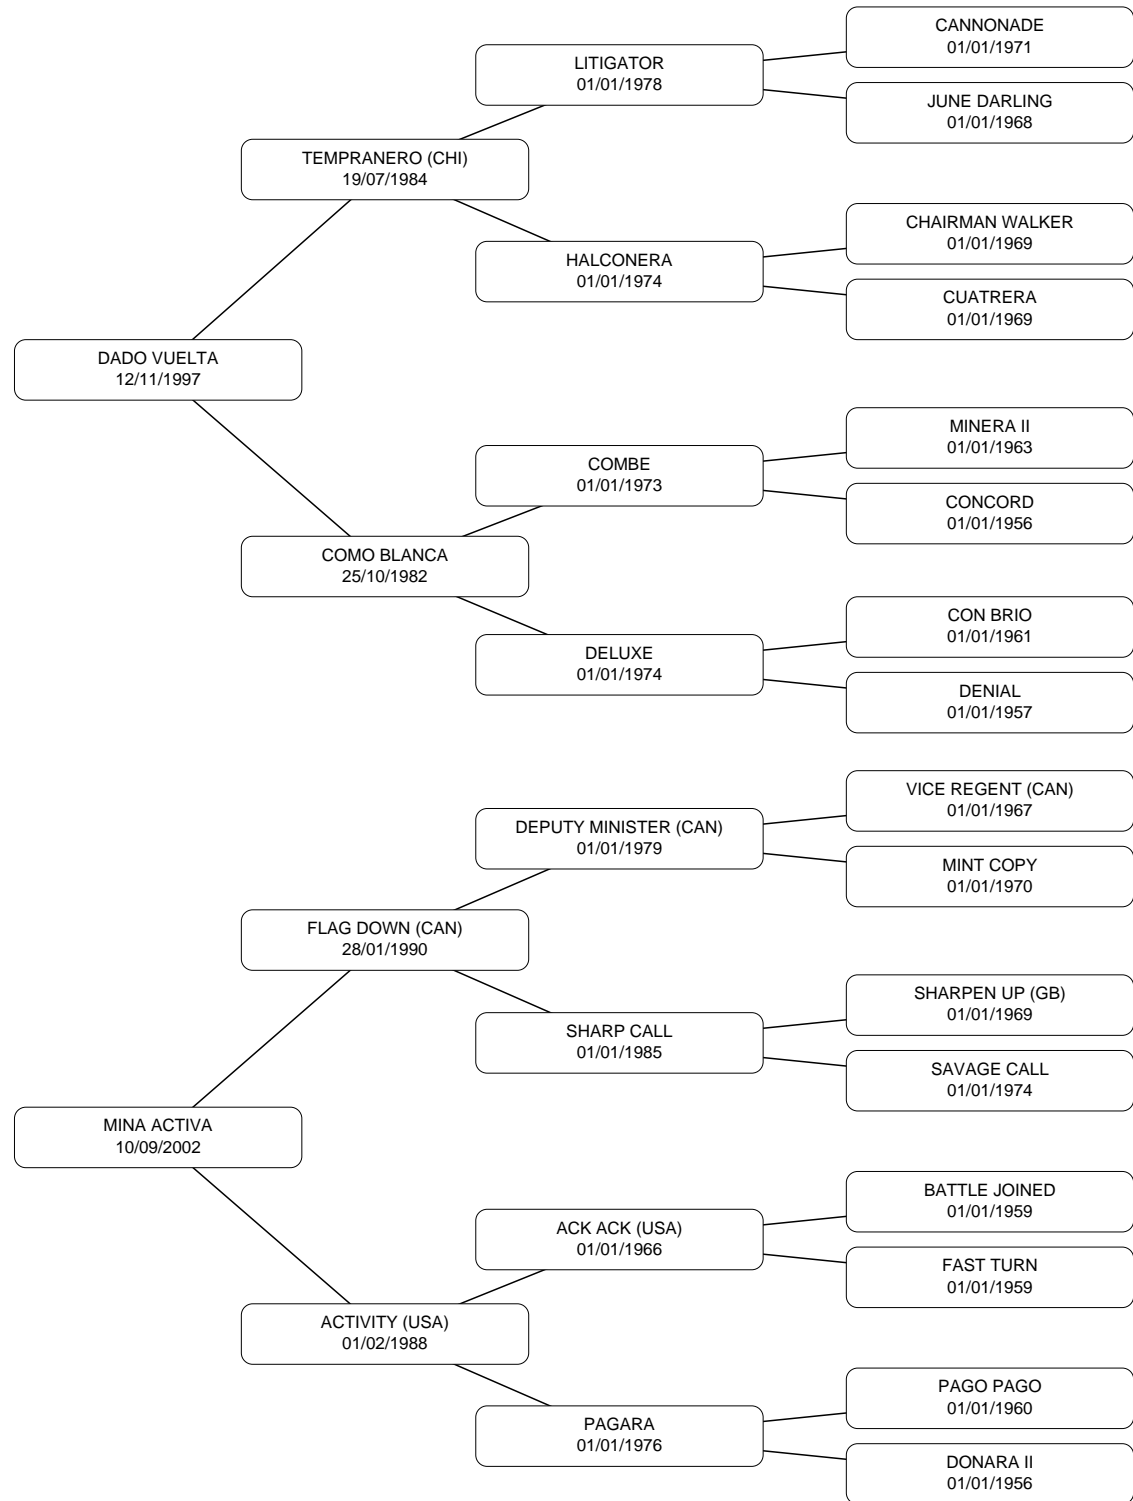 CANNONADE
01/01/1971
LITIGATOR
01/01/1978
JUNE DARLING
01/01/1968
TEMPRANERO (CHI)
19/07/1984
CHAIRMAN WALKER
01/01/1969
HALCONERA
01/01/1974
CUATRERA
01/01/1969
DADO VUELTA
12/11/1997
MINERA II
01/01/1963
COMBE
01/01/1973
CONCORD
01/01/1956
COMO BLANCA
25/10/1982
CON BRIO
01/01/1961
DELUXE
01/01/1974
DENIAL
01/01/1957
VICE REGENT (CAN)
01/01/1967
DEPUTY MINISTER (CAN)
01/01/1979
MINT COPY
01/01/1970
FLAG DOWN (CAN)
28/01/1990
SHARPEN UP (GB)
01/01/1969
SHARP CALL
01/01/1985
SAVAGE CALL
01/01/1974
MINA ACTIVA
10/09/2002
BATTLE JOINED
01/01/1959
ACK ACK (USA)
01/01/1966
FAST TURN
01/01/1959
ACTIVITY (USA)
01/02/1988
PAGO PAGO
01/01/1960
PAGARA
01/01/1976
DONARA II
01/01/1956